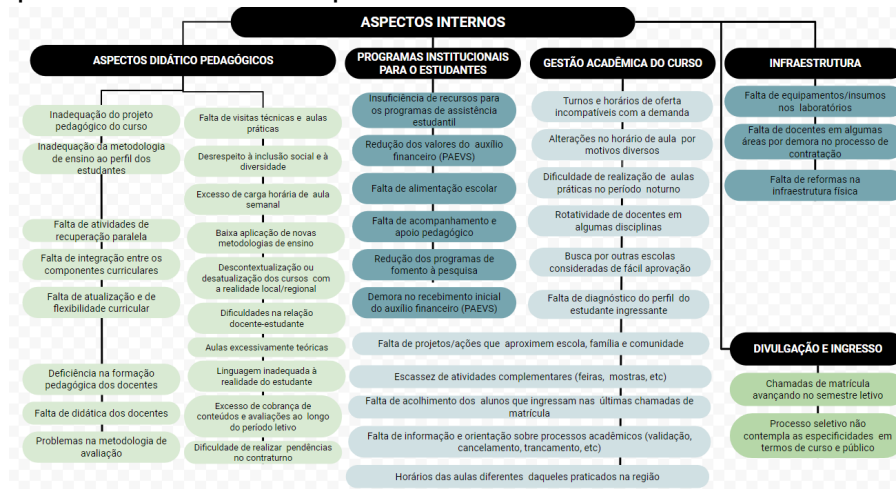 ASPECTOS INTERNOS
ASPECTOS DIDÁTICO PEDAGÓGICOS
Inadequação do projeto
pedagógico do curso
Inadequação da metodologia
de ensino ao perfil dos
estudantes
Falta de atividades de
recuperação paralela
Falta de integração entre os
componentes curriculares
Falta de atualização e de
flexibilidade curricular
Deficiência na formação
pedagógica dos docentes
Falta de didática dos docentes
Problemas na metodologia de
avaliação
Falta de visitas técnicas e aulas
práticas
Desrespeito à inclusão social e à
diversidade
Excesso de carga horária de aula
semanal
Baixa aplicação de novas
metodologias de ensino
Descontextualização ou
desatualização dos cursos com
a realidade local/regional
Dificuldades na relação
docente-estudante
Aulas excessivamente teóricas
Linguagem inadequada à
realidade do estudante
Excesso de cobrança de
conteúdos e avaliações ao longo
do período letivo
Dificuldade de realizar pendências
no contraturno
PROGRAMAS INSTITUCIONAIS
PARA O ESTUDANTES
Insuficiência de recursos para
os programas de assistência
estudantil
Redução dos valores do auxílio
financeiro (PAEVS)
Falta de alimentação escolar
Falta de acompanhamento e
apoio pedagógico
Redução dos programas de
fomento à pesquisa
Demora no recebimento inicial
do auxílio financeiro (PAEVS)
GESTÃO ACADÊMICA DO CURSO
Turnos e horários de oferta
incompatíveis com a demanda
Alterações no horário de aula por
motivos diversos
Dificuldade de realização de aulas
práticas no período noturno
Rotatividade de docentes em
algumas disciplinas
Busca por outras escolas
consideradas de fácil aprovação
Falta de diagnóstico do perfil do
estudante ingressante
Falta de projetos/ações que aproximem escola, família e comunidade
Escassez de atividades complementares (feiras, mostras, etc)
Falta de acolhimento dos alunos que ingressam nas últimas chamadas de
matrícula
Falta de informação e orientação sobre processos acadêmicos (validação,
cancelamento, trancamento, etc)
Horários das aulas diferentes daqueles praticados na região
INFRAESTRUTURA
Falta de equipamentos/insumos
nos laboratórios
Falta de docentes em algumas
áreas por demora no processo de
contratação
Falta de reformas na
infraestrutura física
DIVULGAÇÃO E INGRESSO
Chamadas de matrícula
avançando no semestre letivo
Processo seletivo não
contempla as especificidades em
termos de curso e público